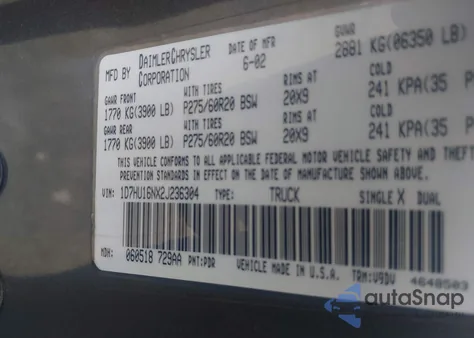 MFD BY DAIMLERCHRYSLER CORPORATION DATE OF MFR 6-02 GVWR 2881 KG(06350 LB)
GAWR FRONT WITH TIRES RIMS AT COLD
1770 KG(3900 LB) P275/60R20 BSW 20X9 241 KPA(35 P
GAWR REAR WITH TIRES RIMS AT COLD
1770 KG(3900 LB) P275/60R20 BSW 20X9 241 KPA(35
THIS VEHICLE CONFORMS TO ALL APPLICABLE FEDERAL MOTOR VEHICLE SAFETY AND THEFT
PREVENTION STANDARDS IN EFFECT ON THE DATE OF MANUFACTURE SHOWN ABOVE.
VIN: 1D7HU16NX2J236304 TYPE: TRUCK SINGLE X DUAL
MDH: 060518 729AA PNT:PDR VEHICLE MADE IN U.S.A. TRM:V9DV 4648503
autoSnap